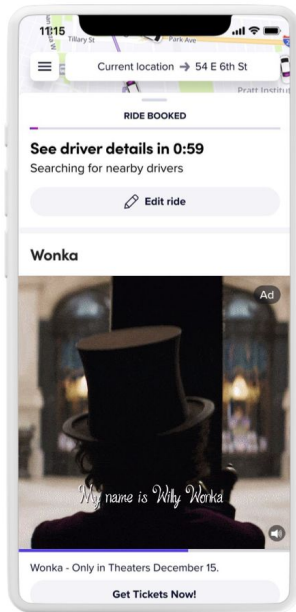 11:15
Tillary St
Park Ave
Current location → 54 E 6th St
Pratt Institut
RIDE BOOKED
See driver details in 0:59
Searching for nearby drivers
Edit ride
Wonka
Ad
My name is Willy Wonka
Wonka - Only in Theaters December 15.
Get Tickets Now!